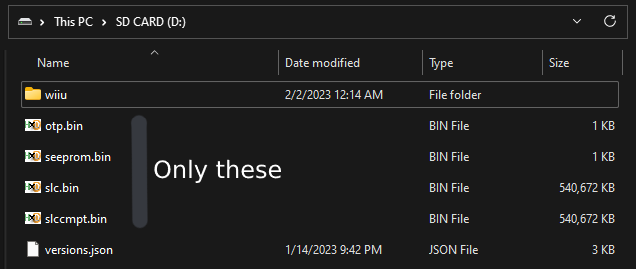 This PC > SD CARD (D:)
Name Date modified Type Size
wiiu 2/2/2023 12:14 AM File folder
otp.bin BIN File 1 KB
seeprom.bin BIN File 1 KB
Only these
slc.bin BIN File 540,672 KB
slccmpt.bin BIN File 540,672 KB
versions.json 1/14/2023 9:42 PM JSON File 3 KB